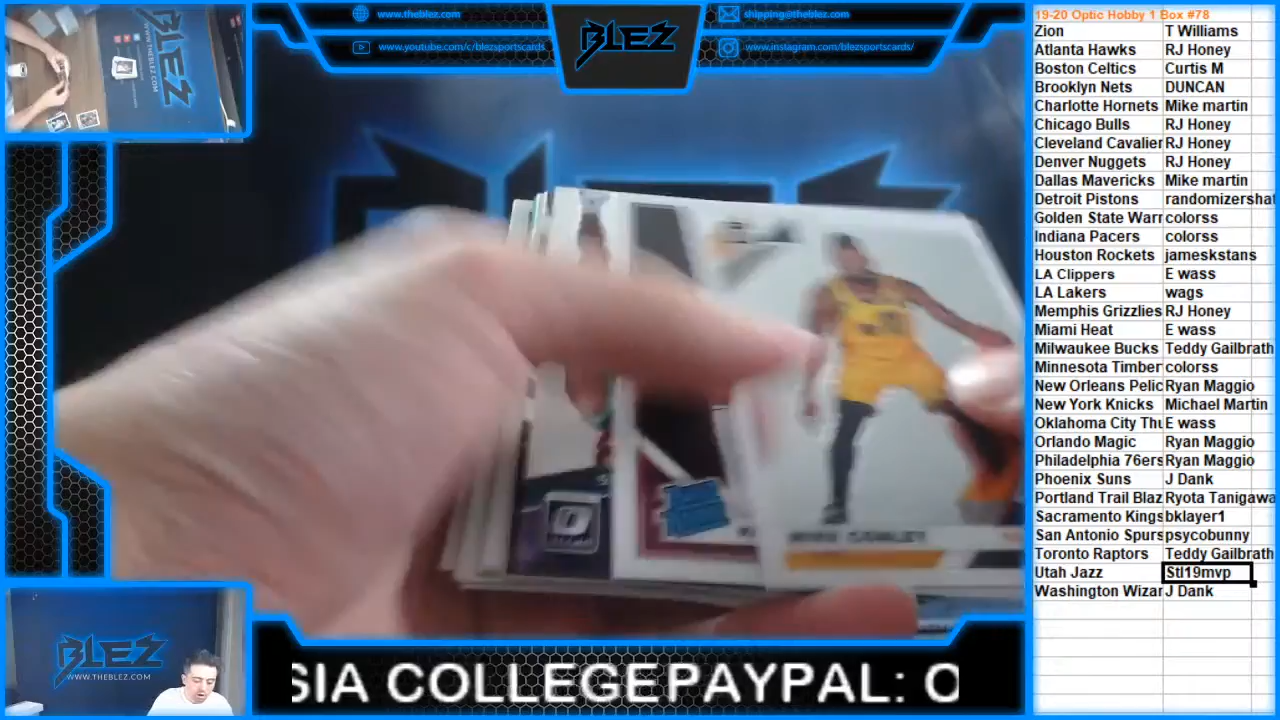 www.theblez.com
shipping@theblez.com
BLEZ
www.youtube.com/c/blezsportscards
www.instagram.com/blezsportscards/
MIKE CONLEY
BLEZ
WWW.THEBLEZ.COM
SIA COLLEGEPAYPAL: O
19-20 Optic Hobby 1 Box #78
Zion T Williams
Atlanta Hawks RJ Honey
Boston Celtics Curtis M
Brooklyn Nets DUNCAN
Charlotte Hornets Mike martin
Chicago Bulls RJ Honey
Cleveland Cavalier RJ Honey
Denver Nuggets RJ Honey
Dallas Mavericks Mike martin
Detroit Pistons randomizershat
Golden State Warr colorss
Indiana Pacers colorss
Houston Rockets jameskstans
LA Clippers E wass
LA Lakers wags
Memphis Grizzlies RJ Honey
Miami Heat E wass
Milwaukee Bucks Teddy Gailbrath
Minnesota Timber colorss
New Orleans Pelic Ryan Maggio
New York Knicks Michael Martin
Oklahoma City Thu E wass
Orlando Magic Ryan Maggio
Philadelphia 76ers Ryan Maggio
Phoenix Suns J Dank
Portland Trail Blaz Ryota Tanigawa
Sacramento Kings bklayer1
San Antonio Spurs psycobunny
Toronto Raptors Teddy Gailbrath
Utah Jazz Stl19mvp
Washington Wizar J Dank